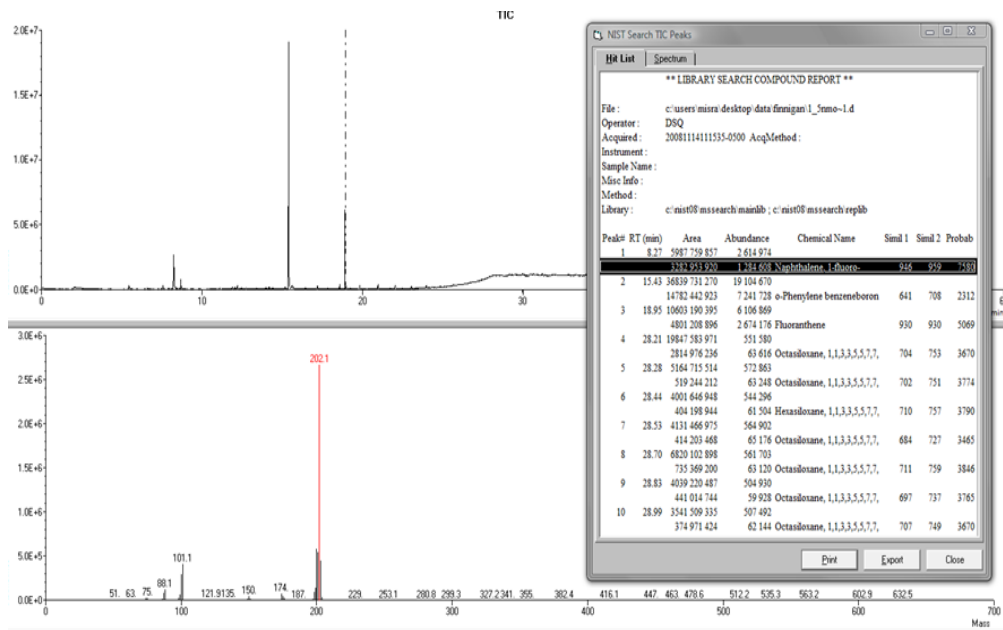 TIC
2.0E+7
1.5E+7
1.0E+7
5.0E+6
0.0E+0
0 10 20 30
3.0E+6
2.5E+6
2.0E+6
1.5E+6
1.0E+6
5.0E+5
0.0E+0
202.1
101.1
88.1
51. 63. 75. 121.9135. 150. 174. 187. 229. 253.1 280.8 299.3 327.2341. 355. 382.4 416.1 447. 463. 478.6 512.2 535.3 563.2 602.9 632.5
0 100 200 300 400 500 600 700
Mass
NIST Search TIC Peaks
Hit List Spectrum
** LIBRARY SEARCH COMPOUND REPORT **
File : c:\users\misra\desktop\data\finnigan\1_5nmo~1.d
Operator : DSQ
Acquired : 20081114111535-0500 AcqMethod :
Instrument :
Sample Name :
Misc Info :
Method :
Library : c:\nist08\mssearch\mainlib ; c:\nist08\mssearch\replib
Peak# RT (min) Area Abundance Chemical Name Simil 1 Simil 2 Probab
1 8.27 5987 759 857 2 614 974
3282 953 920 1 284 608 Naphthalene, 1-fluoro- 946 959 7580
2 15.43 36839 731 270 19 104 670
14782 442 923 7 241 728 o-Phenylene benzeneboron 641 708 2312
3 18.95 10603 190 395 6 106 869
4801 208 896 2 674 176 Fluoranthene 930 930 5069
4 28.21 19847 583 971 551 580
2814 976 236 63 616 Octasiloxane, 1,1,3,3,5,5,7,7, 704 753 3670
5 28.28 5164 715 514 572 863
519 244 212 63 248 Octasiloxane, 1,1,3,3,5,5,7,7, 702 751 3774
6 28.44 4001 646 948 544 296
404 198 944 61 504 Hexasiloxane, 1,1,3,3,5,5,7,7, 710 757 3790
7 28.53 4131 466 975 564 902
414 203 468 65 176 Octasiloxane, 1,1,3,3,5,5,7,7, 684 727 3465
8 28.70 6820 102 898 561 703
735 369 200 63 120 Octasiloxane, 1,1,3,3,5,5,7,7, 711 759 3846
9 28.83 4039 220 487 504 930
441 014 744 59 928 Octasiloxane, 1,1,3,3,5,5,7,7, 697 737 3765
10 28.99 3541 509 335 507 492
374 971 424 62 144 Octasiloxane, 1,1,3,3,5,5,7,7, 707 749 3670
Print Export Close